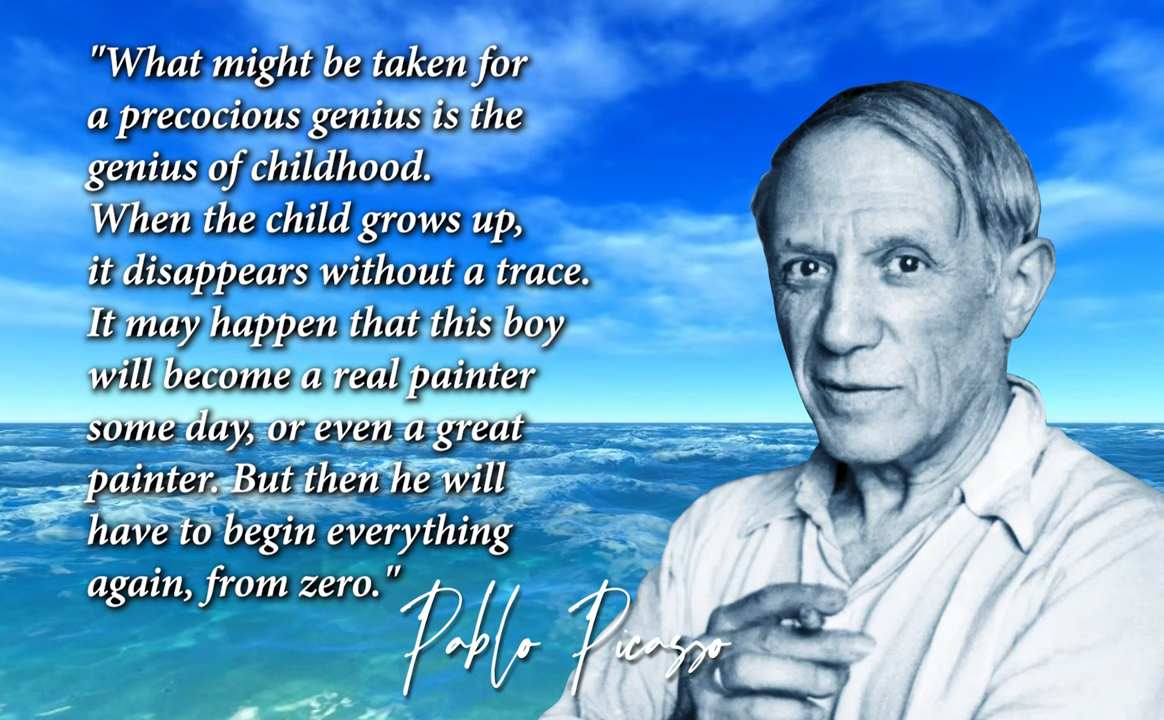 "What might be taken for
a precocious genius is the
genius of childhood.
When the child grows up,
it disappears without a trace.
It may happen that this boy
will become a real painter
some day, or even a great
painter. But then he will
have to begin everything
again, from zero."
Pablo Picasso